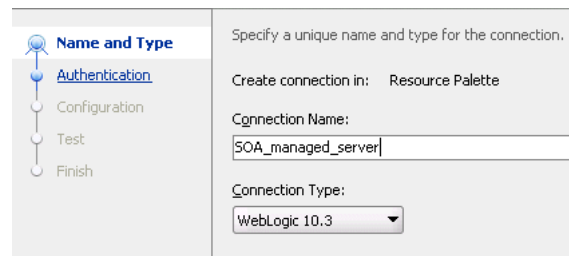 Name and Type
Authentication
Configuration
Test
Finish
Specify a unique name and type for the connection.
Create connection in: Resource Palette
Connection Name:
SOA_managed_server
Connection Type:
WebLogic 10.3